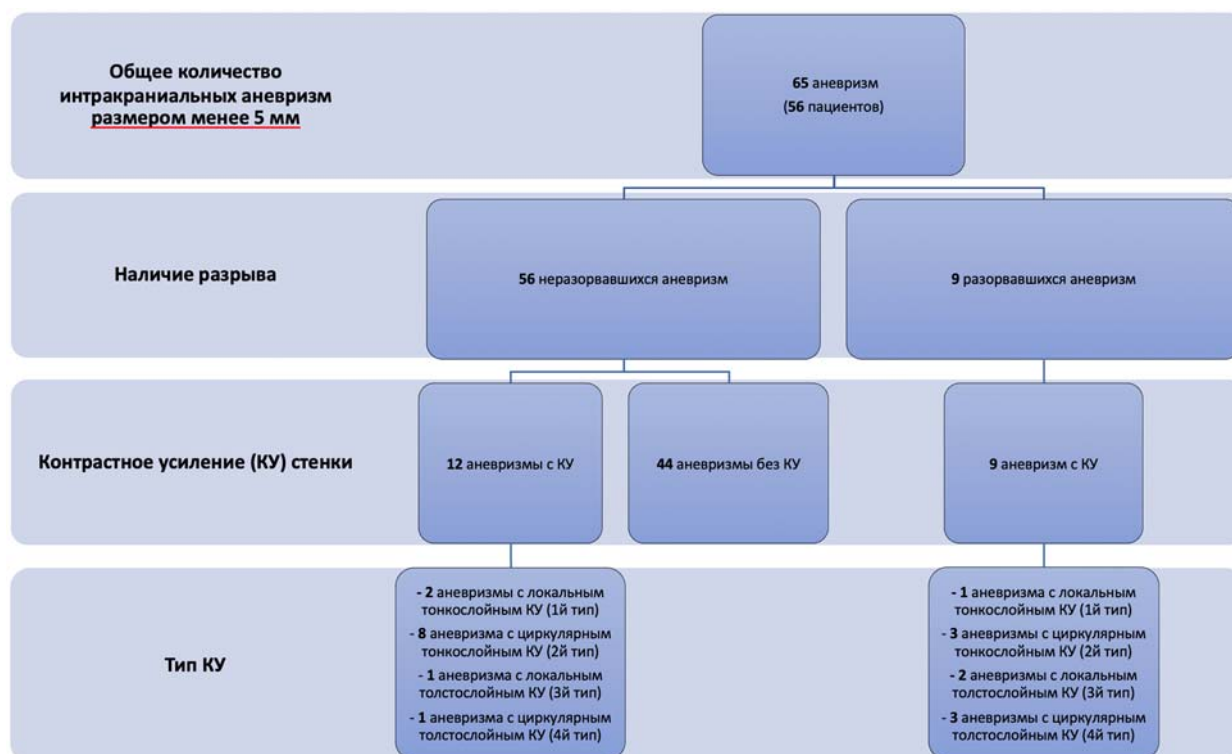 Общее количество
интракраниальных аневризм
размером менее 5 мм
65 аневризм
(56 пациентов)
Наличие разрыва
56 неразорвавшихся аневризм
9 разорвавшихся аневризм
Контрастное усиление (КУ) стенки
12 аневризмы с КУ
44 аневризмы без КУ
9 аневризм с КУ
Тип КУ
- 2 аневризмы с локальным
тонкослойным КУ (1й тип)
- 8 аневризма с циркулярным
тонкослойным КУ (2й тип)
- 1 аневризма с локальным
толстослойным КУ (3й тип)
- 1 аневризма с циркулярным
толстослойным КУ (4й тип)
- 1 аневризма с локальным
тонкослойным КУ (1й тип)
- 3 аневризмы с циркулярным
тонкослойным КУ (2й тип)
- 2 аневризмы с локальным
толстослойным КУ (3й тип)
- 3 аневризмы с циркулярным
толстослойным КУ (4й тип)